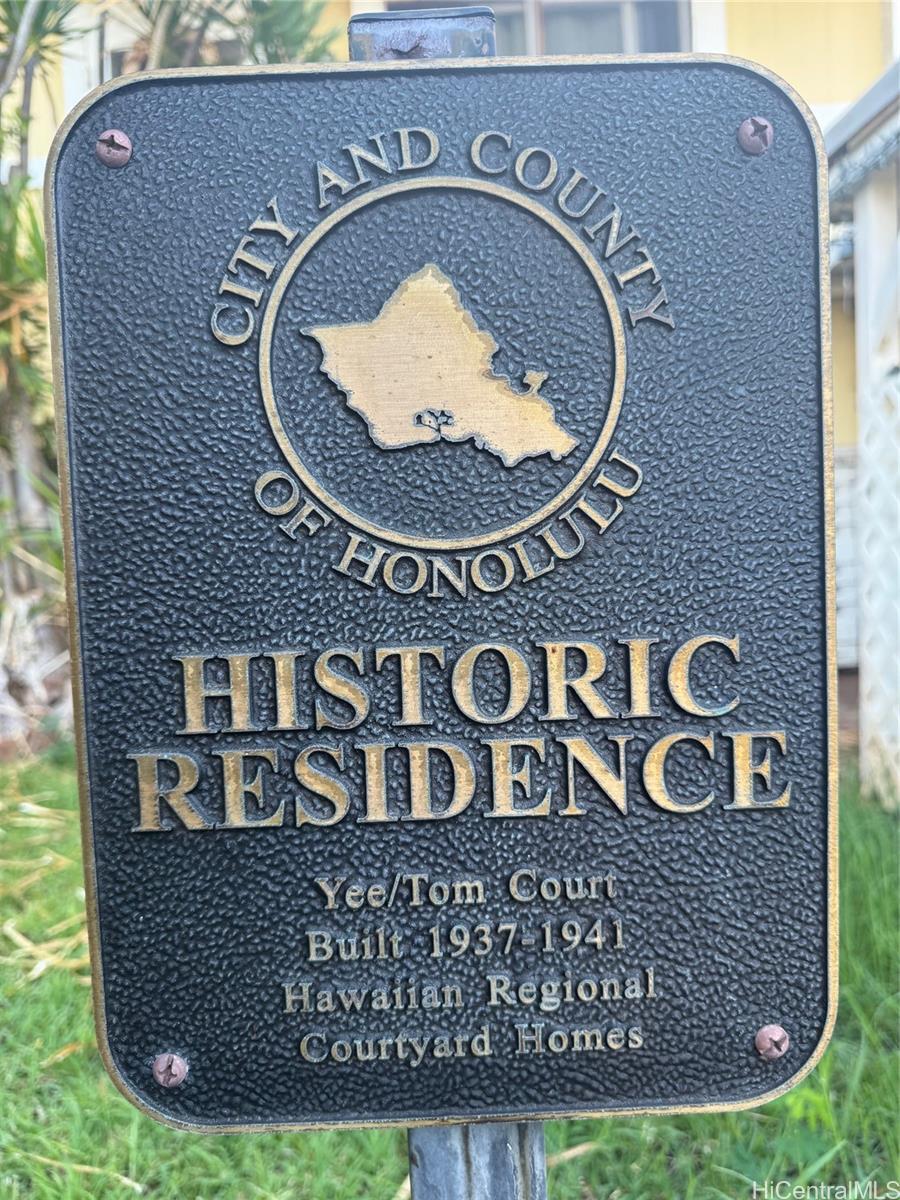 CITY AND COUNTY
OF HONOLULU
HISTORIC
RESIDENCE
Yee/Tom Court
Built 1937-1941
Hawaiian Regional
Courtyard Homes
HiCentralMLS